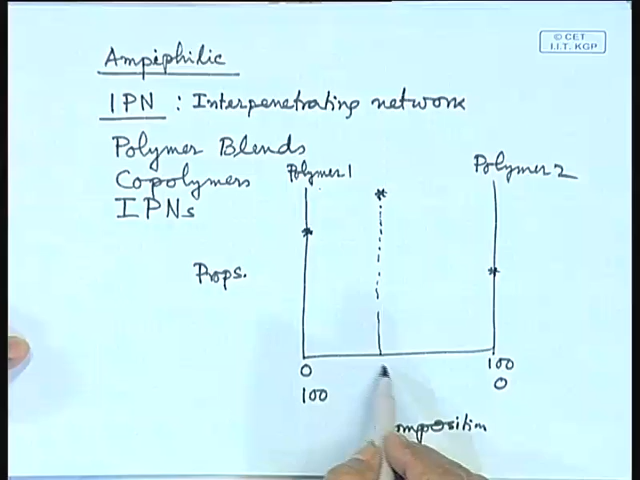 © CET
I.I.T. KGP
Ampiphilic
IPN : Interpenetrating network
Polymer Blends
Copolymers
IPNs
Polymer 1
Polymer 2
Props.
0
100
100
0
mposition